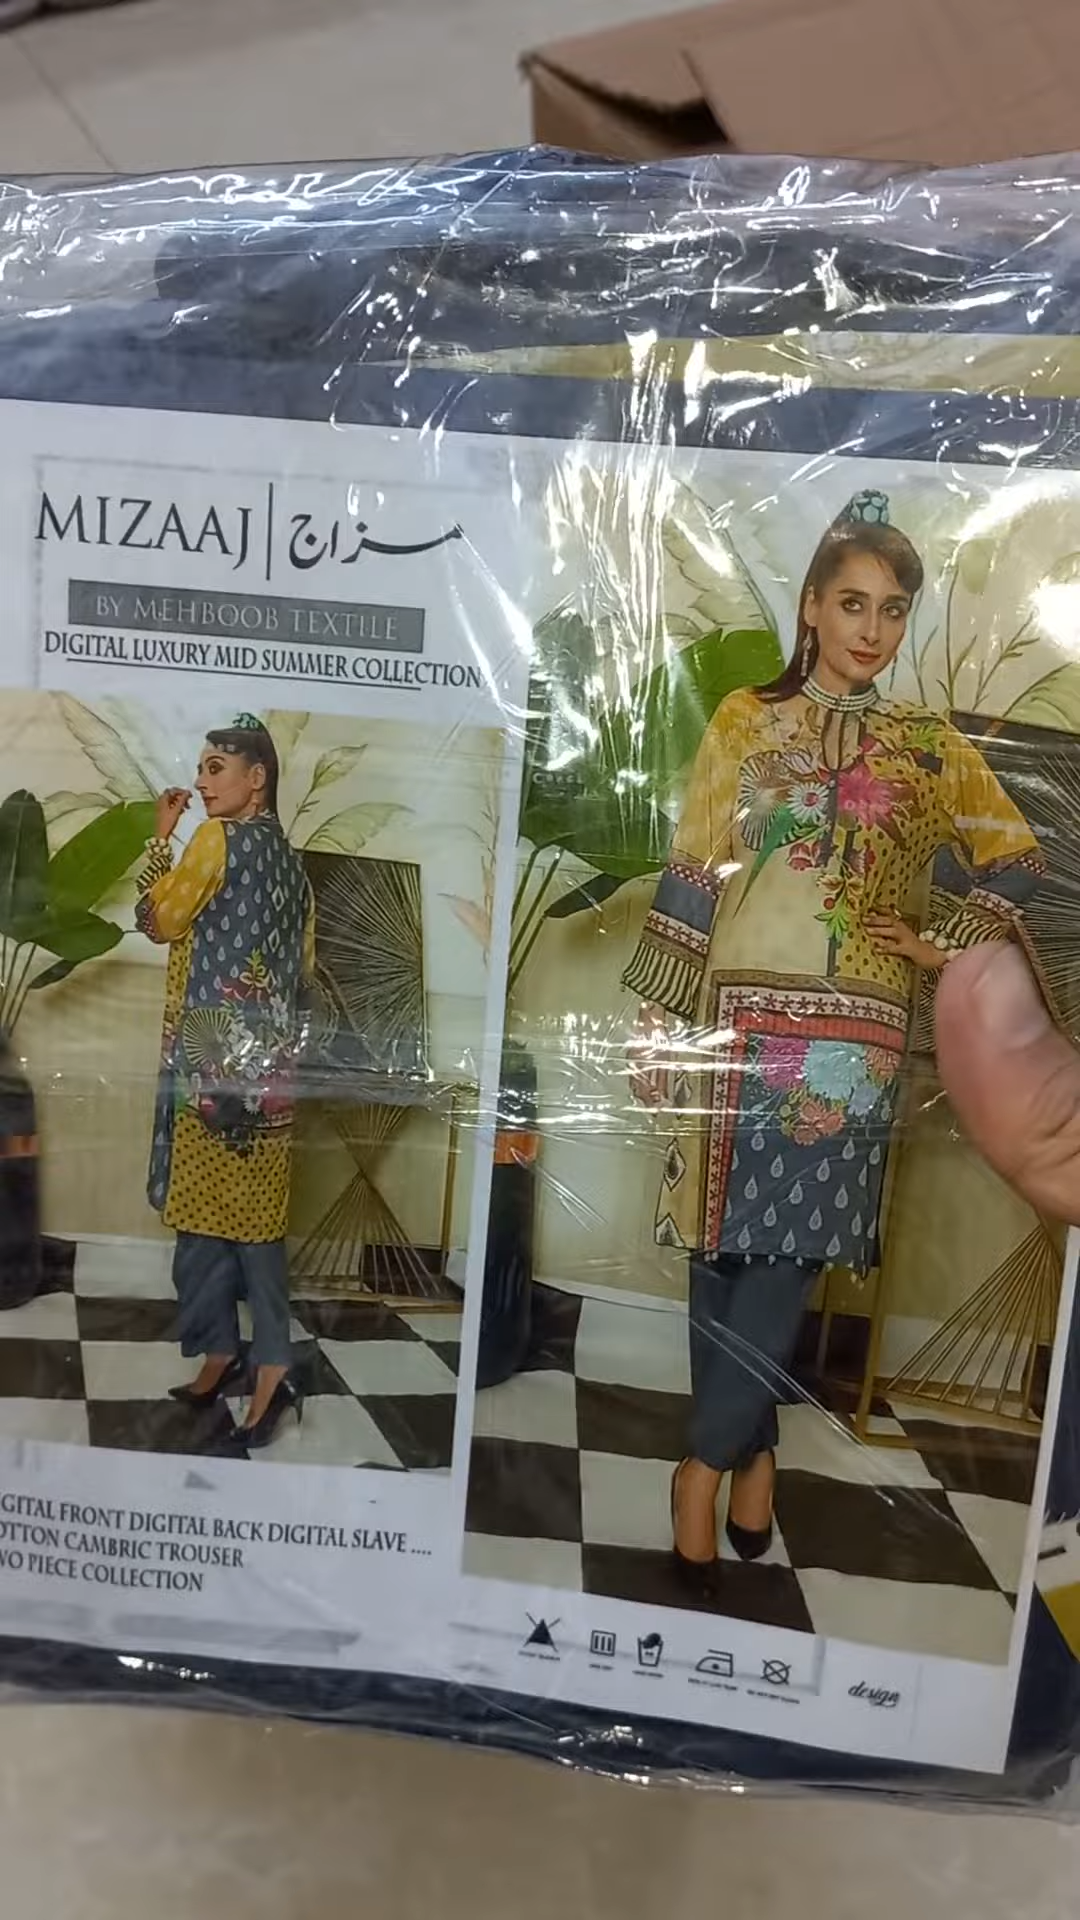 MIZAAJ | مزاج
BY MEHBOOB TEXTILE
DIGITAL LUXURY MID SUMMER COLLECTION
GITAL FRONT DIGITAL BACK DIGITAL SLAVE ....
OTTON CAMBRIC TROUSER
WO PIECE COLLECTION
design